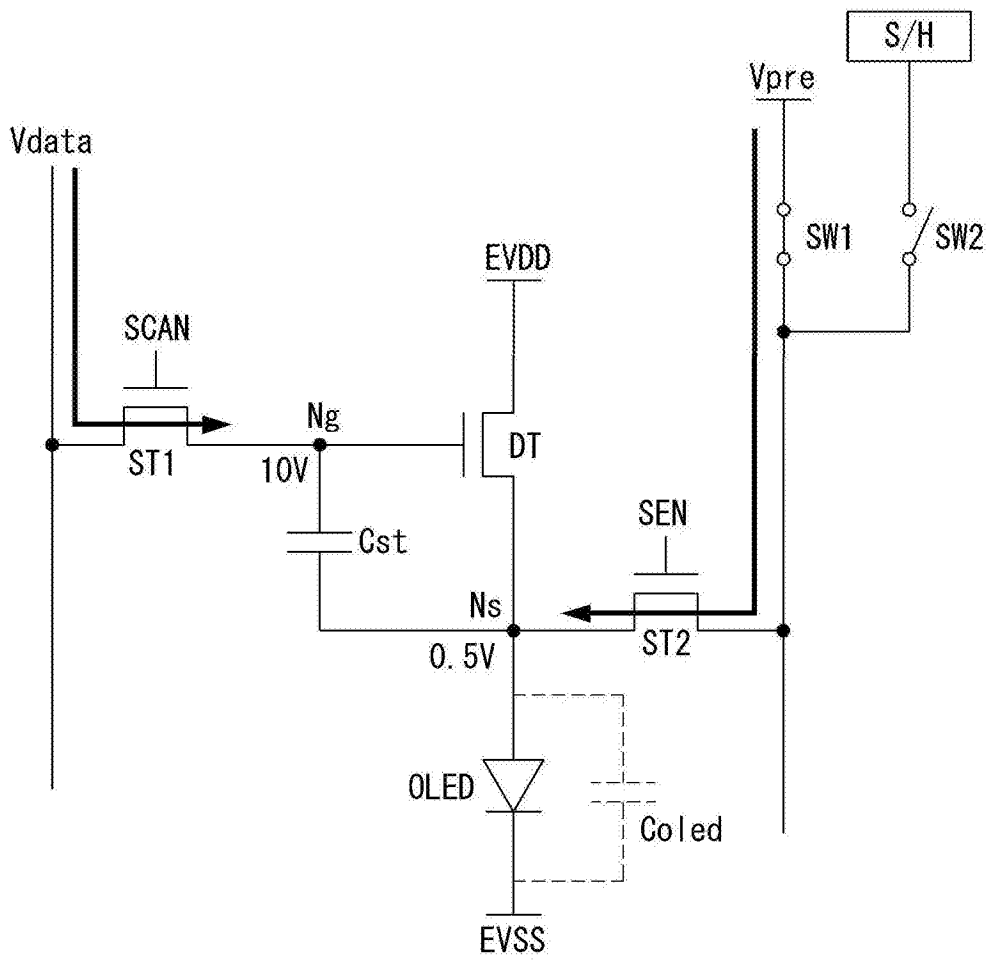 S/H
Vpre
Vdata
SW1
SW2
EVDD
SCAN
Ng
DT
ST1
10V
SEN
Cst
Ns
ST2
0.5V
OLED
Coled
EVSS